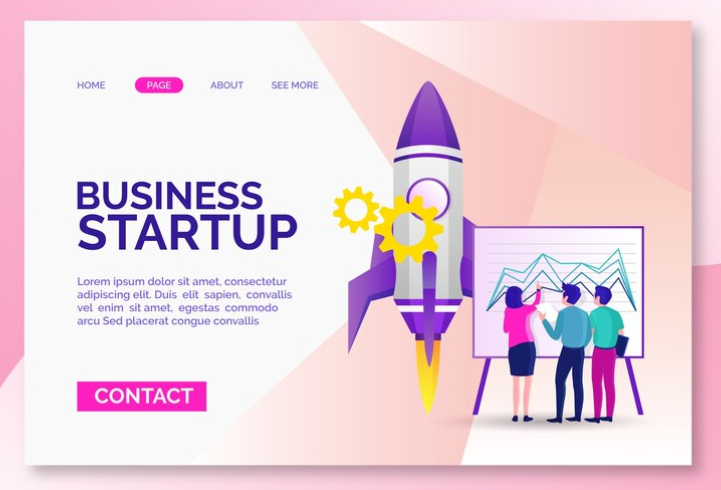 HOME PAGE ABOUT SEE MORE
BUSINESS
STARTUP
Lorem ipsum dolor sit amet, consectetur
adipiscing elit. Duis elit sapien, convallis
vel enim sit amet, egestas commodo
arcu Sed placerat congue convallis
CONTACT